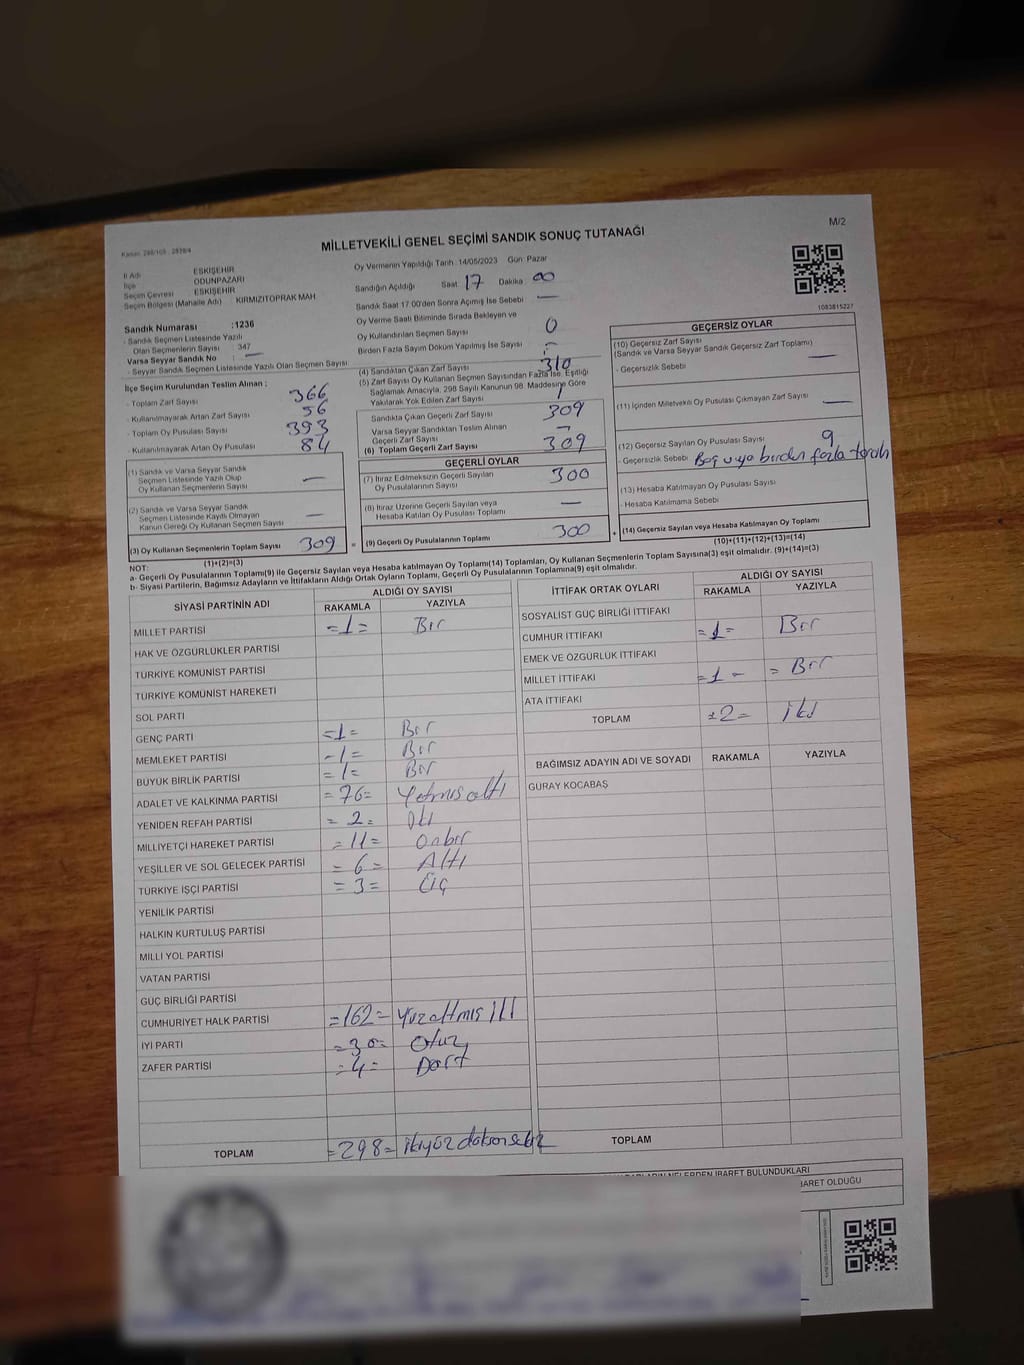 M/2
MİLLETVEKİLİ GENEL SEÇİMİ SANDIK SONUÇ TUTANAĞI
İl Adı ESKİŞEHİR
İlçe ODUNPAZARI
Seçim Çevresi ESKİŞEHİR
Seçim Bölgesi (Mahalle Adı) KIRMIZITOPRAK MAH
Sandık Numarası :1236
- Sandık Seçmen Listesinde Yazılı
Olan Seçmenlerin Sayısı : 347
Varsa Seyyar Sandık No : —
- Seyyar Sandık Seçmen Listesinde Yazılı Olan Seçmen Sayısı
İlçe Seçim Kurulundan Teslim Alınan ;
- Toplam Zarf Sayısı 366
- Kullanılmayarak Artan Zarf Sayısı 56
- Toplam Oy Pusulası Sayısı 393
- Kullanılmayarak Artan Oy Pusulası 84
(1) Sandık ve Varsa Seyyar Sandık
Seçmen Listesinde Yazılı Olup
Oy Kullanan Seçmenlerin Sayısı —
(2) Sandık ve Varsa Seyyar Sandık
Seçmen Listesinde Kayıtlı Olmayan
Kanun Gereği Oy Kullanan Seçmen Sayısı —
(3) Oy Kullanan Seçmenlerin Toplam Sayısı 309
(1)+(2)=(3)
Oy Vermenin Yapıldığı Tarih : 14/05/2023 Gün: Pazar
Sandığın Açıldığı Saat 17 Dakika : 00
Sandık Saat 17.00'den Sonra Açımış İse Sebebi —
Oy Verme Saati Bitiminde Sırada Bekleyen ve
Oy Kullandırılan Seçmen Sayısı 0
Birden Fazla Sayım Döküm Yapılmış İse Sayısı : —
(4) Sandıktan Çıkan Zarf Sayısı 310
(5) Zarf Sayısı Oy Kullanan Seçmen Sayısından Fazla İse, Eşitliği
Sağlamak Amacıyla, 298 Sayılı Kanunun 98. Maddesine Göre
Yakılarak Yok Edilen Zarf Sayısı 1
Sandıkta Çıkan Geçerli Zarf Sayısı 309
Varsa Seyyar Sandıktan Teslim Alınan
Geçerli Zarf Sayısı —
(6) Toplam Geçerli Zarf Sayısı 309
GEÇERLİ OYLAR
(7) İtiraz Edilmeksizin Geçerli Sayılan
Oy Pusulalarının Sayısı 300
(8) İtiraz Üzerine Geçerli Sayılan veya
Hesaba Katılan Oy Pusulası Toplamı —
= (9) Geçerli Oy Pusulalarının Toplamı 300
1083815227
GEÇERSİZ OYLAR
(10) Geçersiz Zarf Sayısı
(Sandık ve Varsa Seyyar Sandık Geçersiz Zarf Toplamı) —
- Geçersizlik Sebebi
(11) İçinden Milletvekili Oy Pusulası Çıkmayan Zarf Sayısı —
(12) Geçersiz Sayılan Oy Pusulası Sayısı 9
- Geçersizlik Sebebi Boş veya birden fazla tercih
(13) Hesaba Katılmayan Oy Pusulası Sayısı
- Hesaba Katılmama Sebebi
+ (14) Geçersiz Sayılan veya Hesaba Katılmayan Oy Toplamı
(10)+(11)+(12)+(13)=(14)
NOT:
a- Geçerli Oy Pusulalarının Toplamı(9) ile Geçersiz Sayılan veya Hesaba katılmayan Oy Toplamı(14) Toplamları, Oy Kullanan Seçmenlerin Toplam Sayısına(3) eşit olmalıdır. (9)+(14)=(3)
b- Siyasi Partilerin, Bağımsız Adayların ve İttifakların Aldığı Ortak Oyların Toplamı, Geçerli Oy Pusulalarının Toplamına(9) eşit olmalıdır.
SİYASİ PARTİNİN ADI ALDIĞI OY SAYISI
RAKAMLA YAZIYLA
MİLLET PARTİSİ =1= Bir
HAK VE ÖZGÜRLÜKLER PARTİSİ
TÜRKİYE KOMÜNİST PARTİSİ
TÜRKİYE KOMÜNİST HAREKETİ
SOL PARTİ
GENÇ PARTİ =1= Bir
MEMLEKET PARTİSİ =1= Bir
BÜYÜK BİRLİK PARTİSİ =1= Bir
ADALET VE KALKINMA PARTİSİ =76= Yetmiş altı
YENİDEN REFAH PARTİSİ =2=
MİLLİYETÇİ HAREKET PARTİSİ =11= Onbir
YEŞİLLER VE SOL GELECEK PARTİSİ =6= Altı
TÜRKİYE İŞÇİ PARTİSİ =3= Üç
YENİLİK PARTİSİ
HALKIN KURTULUŞ PARTİSİ
MİLLİ YOL PARTİSİ
VATAN PARTİSİ
GÜÇ BİRLİĞİ PARTİSİ
CUMHURİYET HALK PARTİSİ =162= Yüzaltmış iki
İYİ PARTİ =30= Otuz
ZAFER PARTİSİ =4= Dört
TOPLAM =298= ikiyüz doksan sekiz
İTTİFAK ORTAK OYLARI ALDIĞI OY SAYISI
RAKAMLA YAZIYLA
SOSYALİST GÜÇ BİRLİĞİ İTTİFAKI
CUMHUR İTTİFAKI =1= Bir
EMEK VE ÖZGÜRLÜK İTTİFAKI
MİLLET İTTİFAKI =1= = Bir
ATA İTTİFAKI
TOPLAM =2= iki
BAĞIMSIZ ADAYIN ADI VE SOYADI RAKAMLA YAZIYLA
GÜRAY KOCABAŞ
TOPLAM
NELERDEN İBARET BULUNDUKLARI
İBARET OLDUĞU